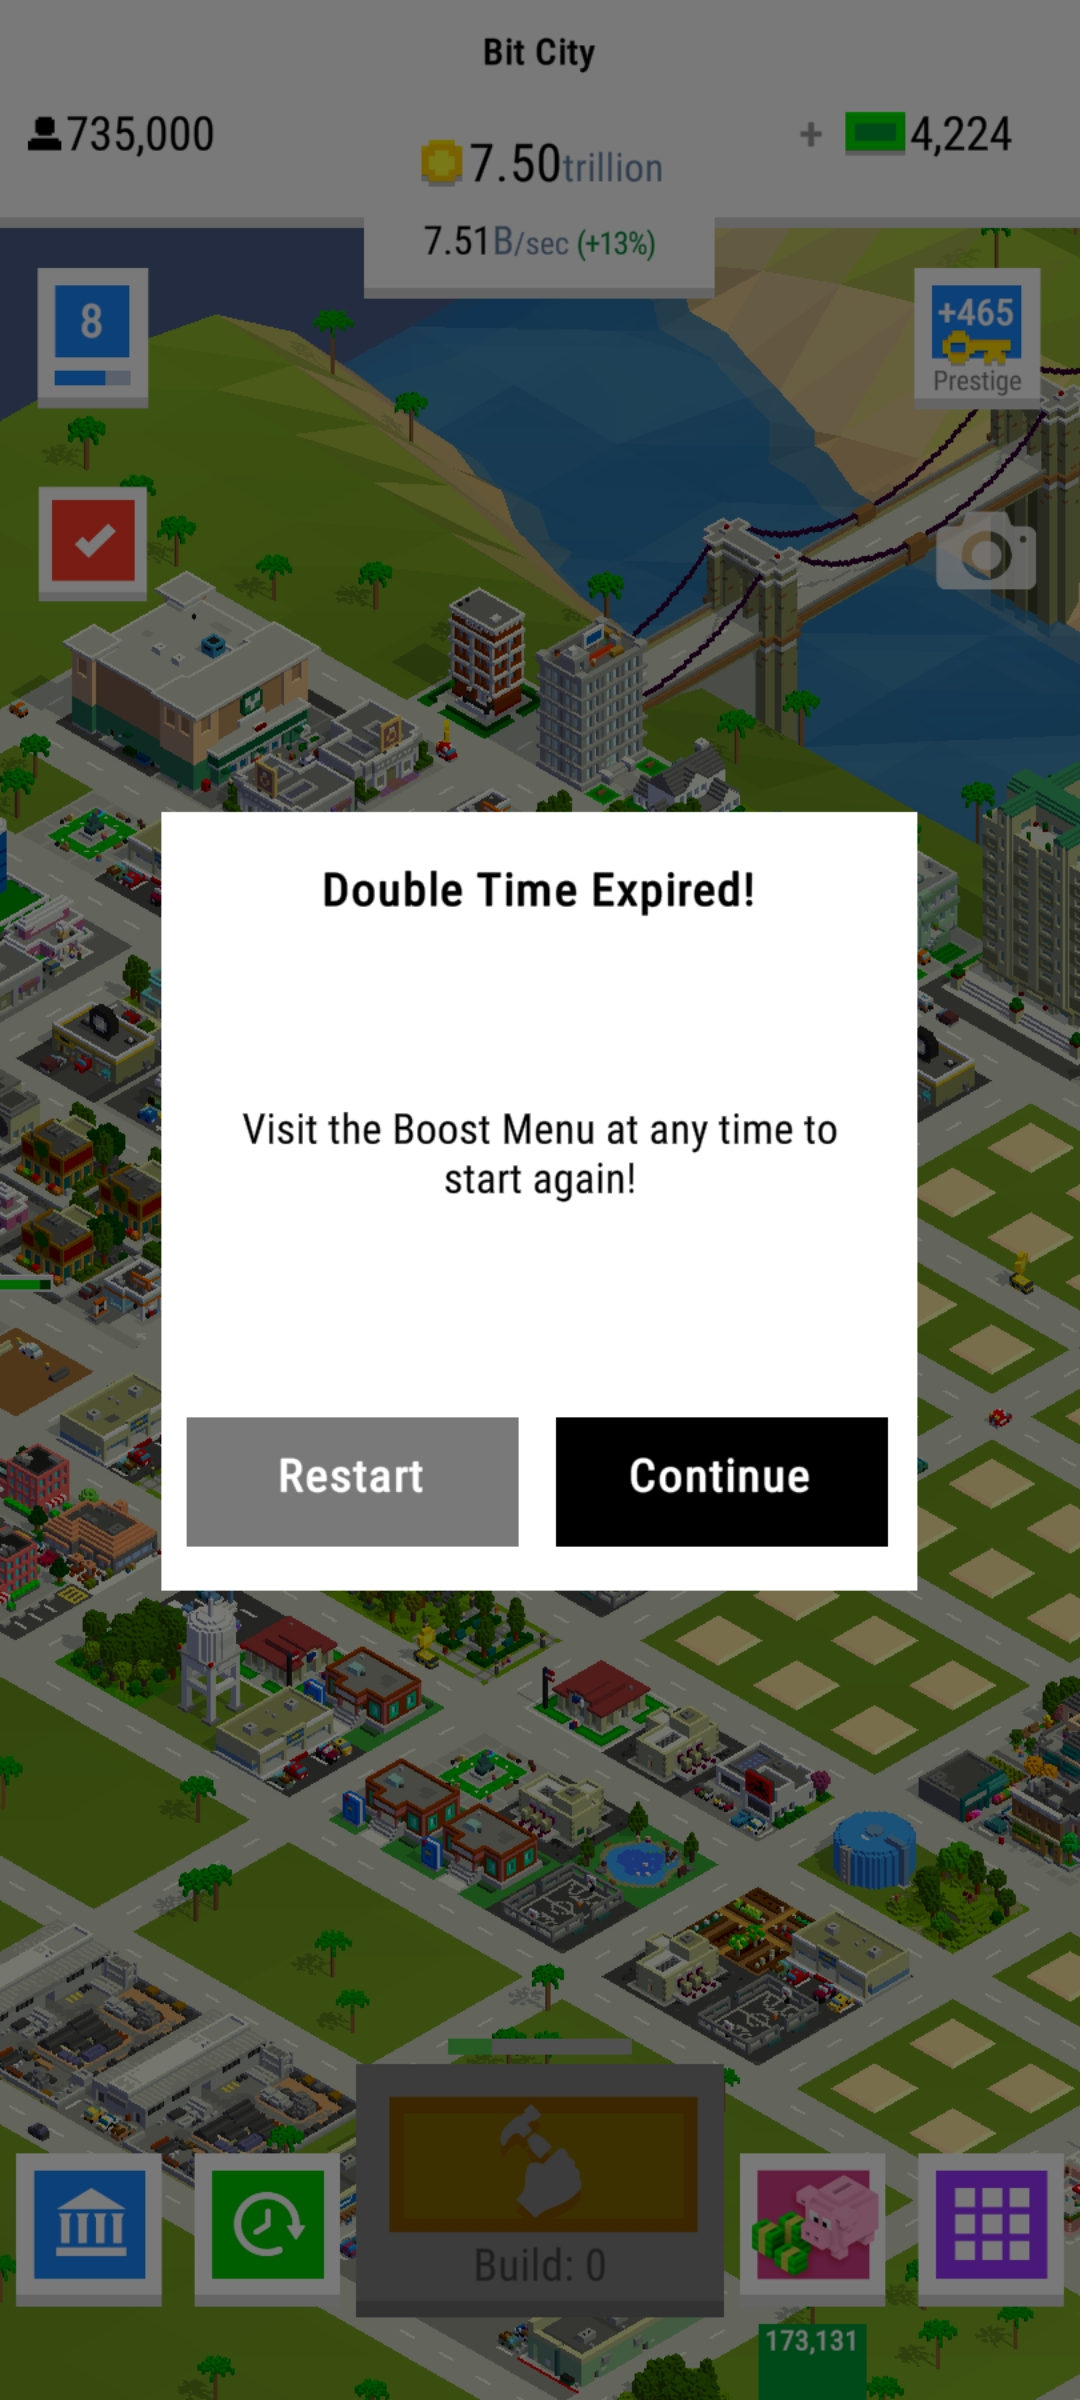 Bit City
735,000
7.50trillion
+ 4,224
7.51B/sec (+13%)
8
+465
Prestige
Double Time Expired!
Visit the Boost Menu at any time to
start again!
Restart
Continue
Build: 0
173,131